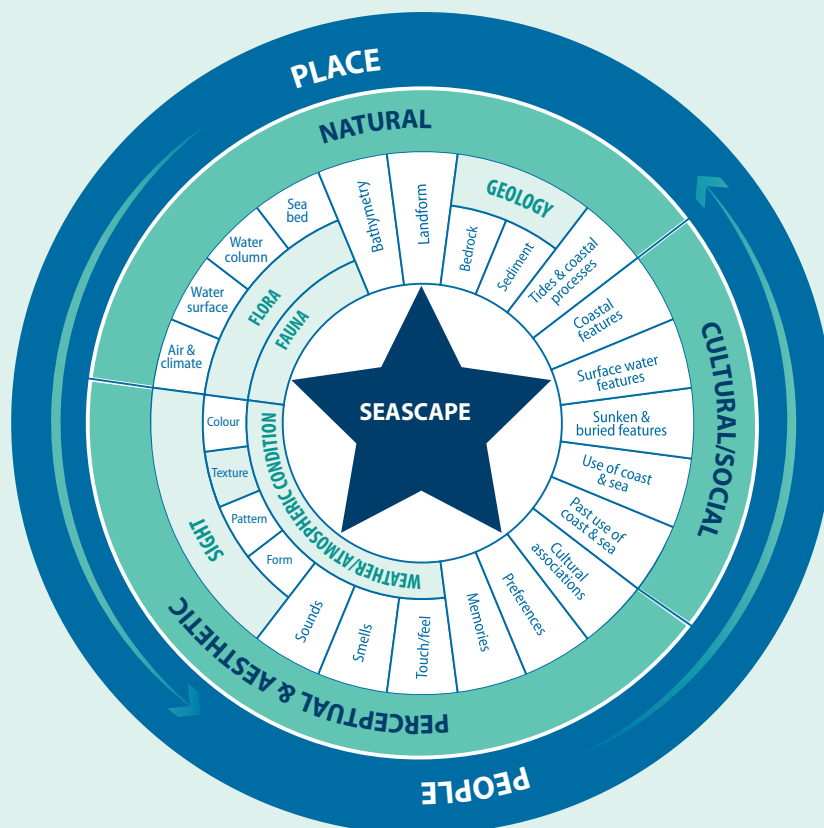 PLACE
NATURAL
GEOLOGY
Sea
bed
Bathymetry
Landform
Bedrock
Sediment
Tides & coastal
processes
Water
column
Water
surface
Air &
climate
FLORA
FAUNA
Coastal
features
Surface water
features
Sunken &
buried features
Use of coast
& sea
Past use of
coast & sea
CULTURAL/SOCIAL
SEASCAPE
Cultural
associations
Preferences
Memories
Touch/feel
Smells
Sounds
WEATHER/ATMOSPHERIC CONDITION
Colour
Texture
Pattern
Form
SIGHT
PERCEPTUAL & AESTHETIC
PEOPLE